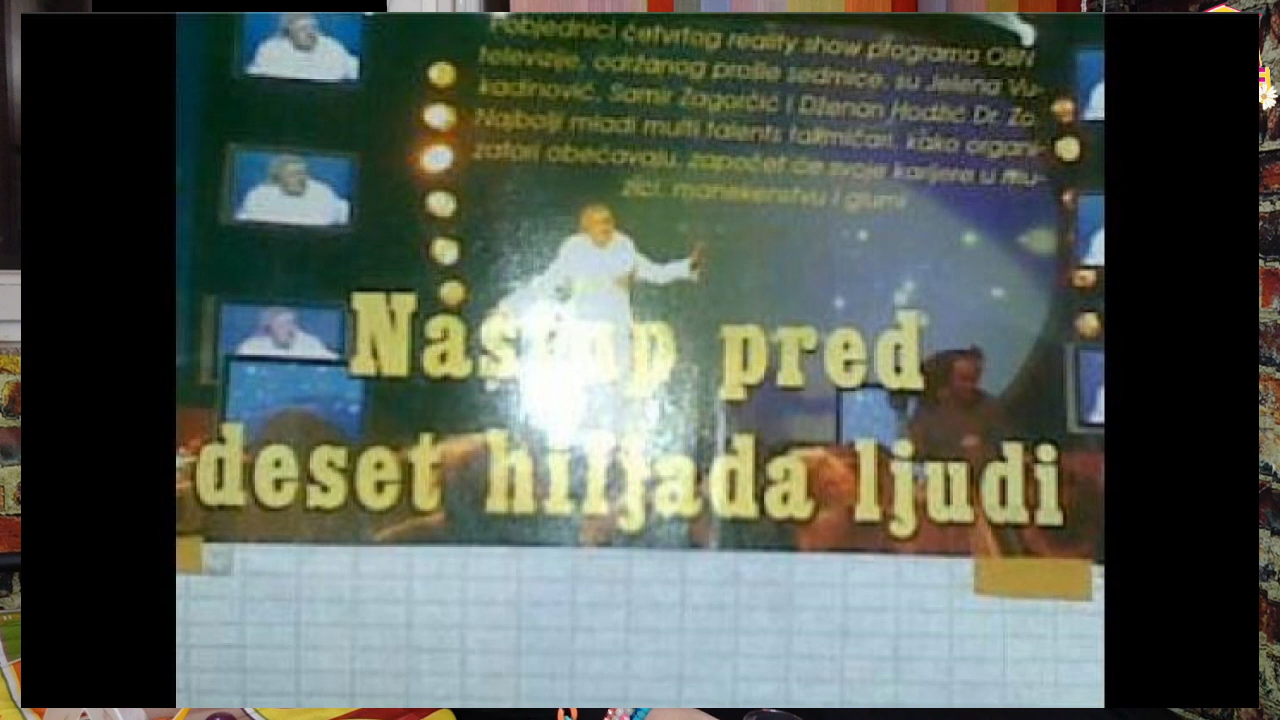 Pobjednici četvrtog reality show programa OBN
televizije, održanog prošle sedmice, su Jelena Vu-
kadinović, Samir Zagorčić i Dženan Hodžić Dr. Zo.
Najbolji mladi multi talents takmičari, kako organi-
zatori obećavaju, započet će svoje karijere u mu-
zici, manekenstvu i glumi
Nastup pred
deset hiljada ljudi